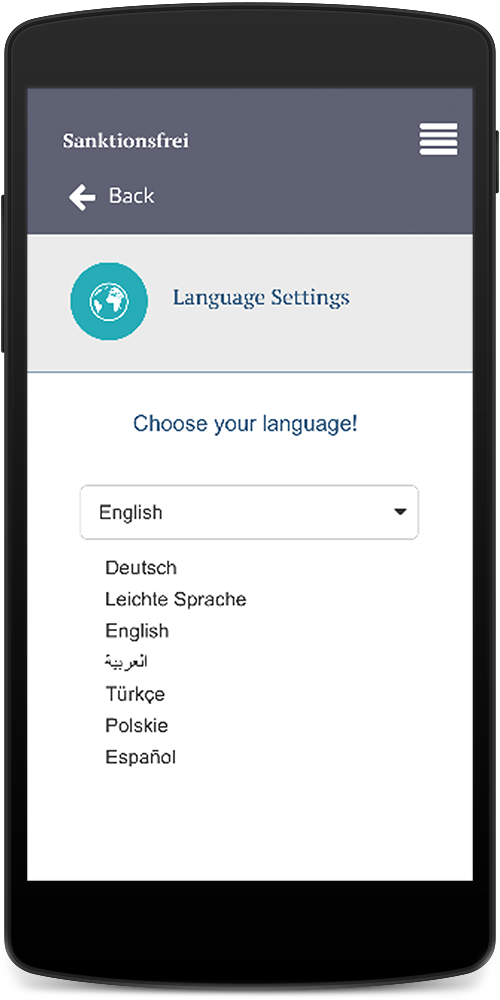 Sanktionsfrei
Back
Language Settings
Choose your language!
English
Deutsch
Leichte Sprache
English
العربية
Türkçe
Polskie
Español